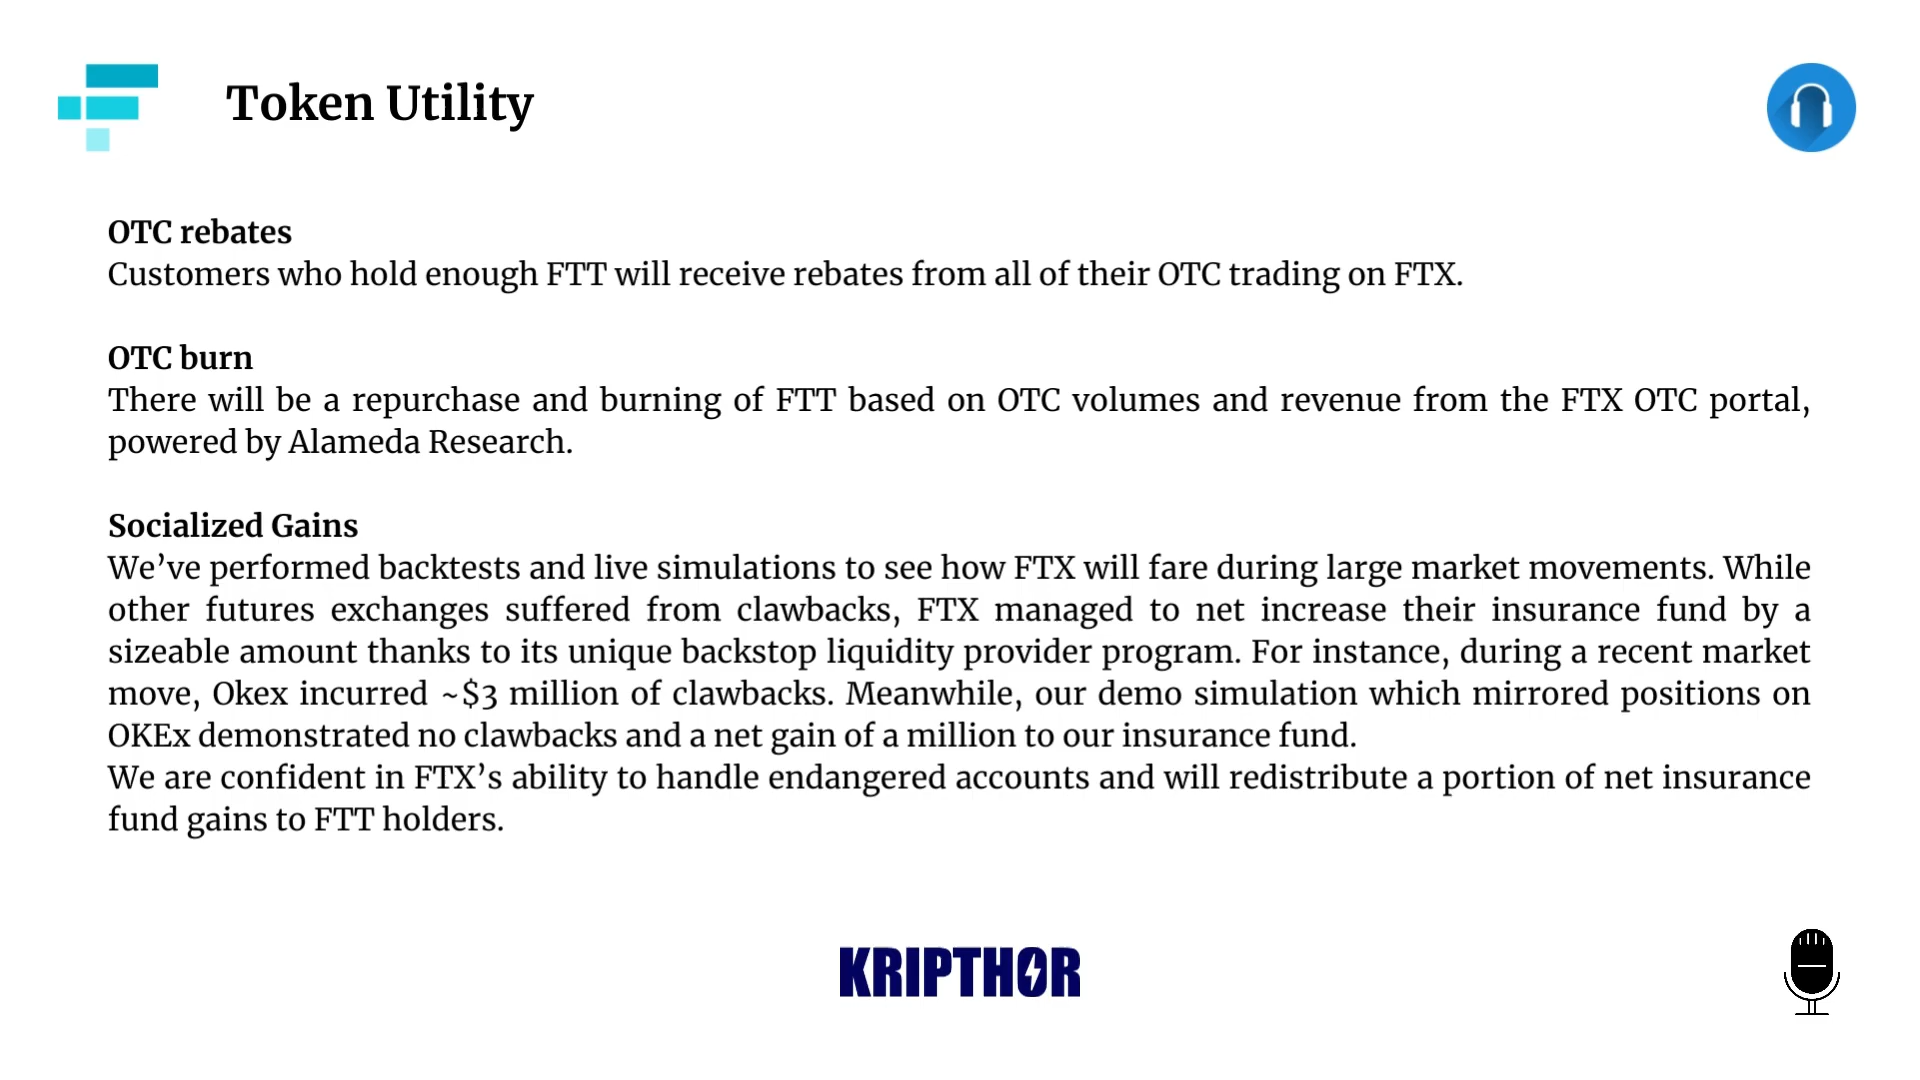 Token Utility
OTC rebates
Customers who hold enough FTT will receive rebates from all of their OTC trading on FTX.
OTC burn
There will be a repurchase and burning of FTT based on OTC volumes and revenue from the FTX OTC portal,
powered by Alameda Research.
Socialized Gains
We’ve performed backtests and live simulations to see how FTX will fare during large market movements. While
other futures exchanges suffered from clawbacks, FTX managed to net increase their insurance fund by a
sizeable amount thanks to its unique backstop liquidity provider program. For instance, during a recent market
move, Okex incurred ~$3 million of clawbacks. Meanwhile, our demo simulation which mirrored positions on
OKEx demonstrated no clawbacks and a net gain of a million to our insurance fund.
We are confident in FTX’s ability to handle endangered accounts and will redistribute a portion of net insurance
fund gains to FTT holders.
KRIPTHOR